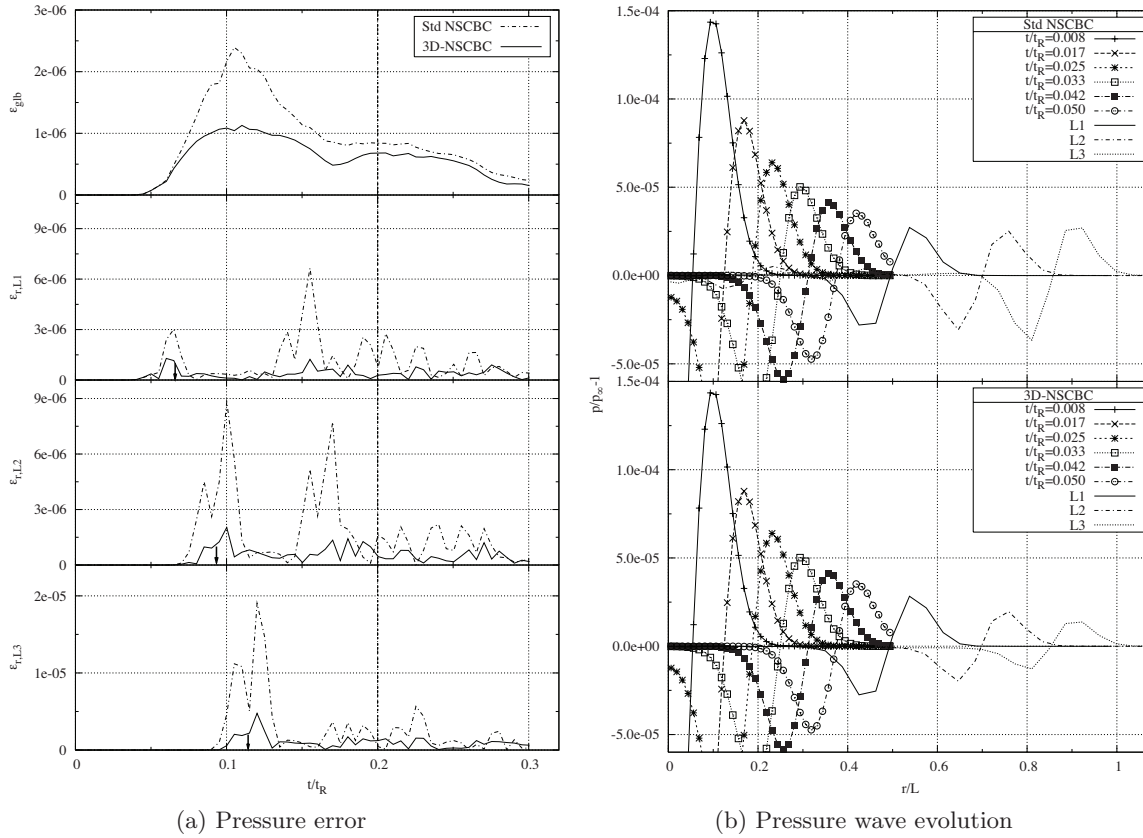 3e-06
2e-06
1e-06
0
ε_glb
Std NSCBC
3D-NSCBC
9e-06
6e-06
3e-06
0
ε_r,L1
9e-06
6e-06
3e-06
0
ε_r,L2
2e-05
1e-05
0
ε_r,L3
0 0.1 0.2 0.3
t/t_R
(a) Pressure error
1.5e-04
1.0e-04
5.0e-05
0.0e+00
-5.0e-05
Std NSCBC
t/t_R=0.008
t/t_R=0.017
t/t_R=0.025
t/t_R=0.033
t/t_R=0.042
t/t_R=0.050
L1
L2
L3
p/p_∞-1
1.5e-04
1.0e-04
5.0e-05
0.0e+00
-5.0e-05
3D-NSCBC
t/t_R=0.008
t/t_R=0.017
t/t_R=0.025
t/t_R=0.033
t/t_R=0.042
t/t_R=0.050
L1
L2
L3
0 0.2 0.4 0.6 0.8 1
r/L
(b) Pressure wave evolution